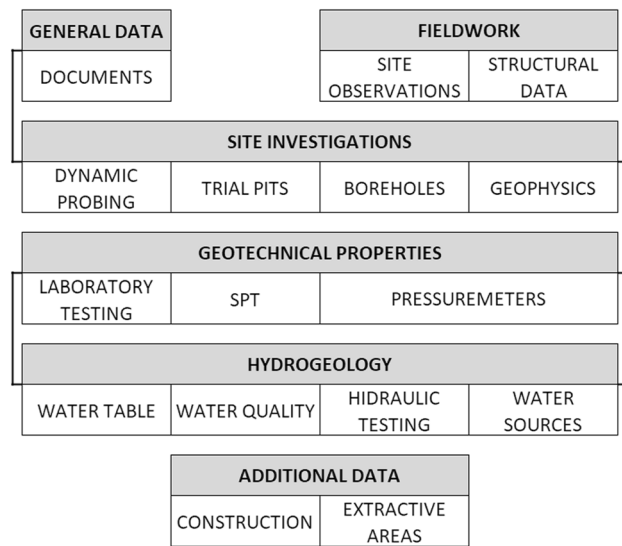 GENERAL DATA
DOCUMENTS
FIELDWORK
SITE
OBSERVATIONS
STRUCTURAL
DATA
SITE INVESTIGATIONS
DYNAMIC
PROBING
TRIAL PITS
BOREHOLES
GEOPHYSICS
GEOTECHNICAL PROPERTIES
LABORATORY
TESTING
SPT
PRESSUREMETERS
HYDROGEOLOGY
WATER TABLE
WATER QUALITY
HIDRAULIC
TESTING
WATER
SOURCES
ADDITIONAL DATA
CONSTRUCTION
EXTRACTIVE
AREAS